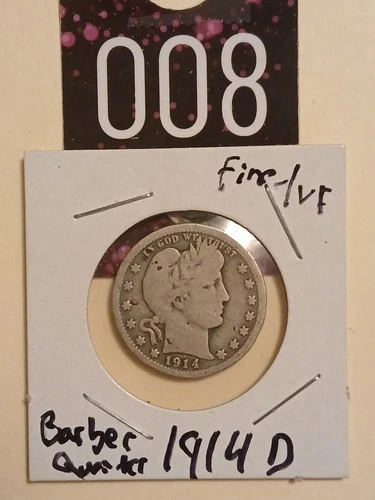 008
Fine-/VF
IN GOD WE TRUST
1914
Barber
Quarter 1914 D